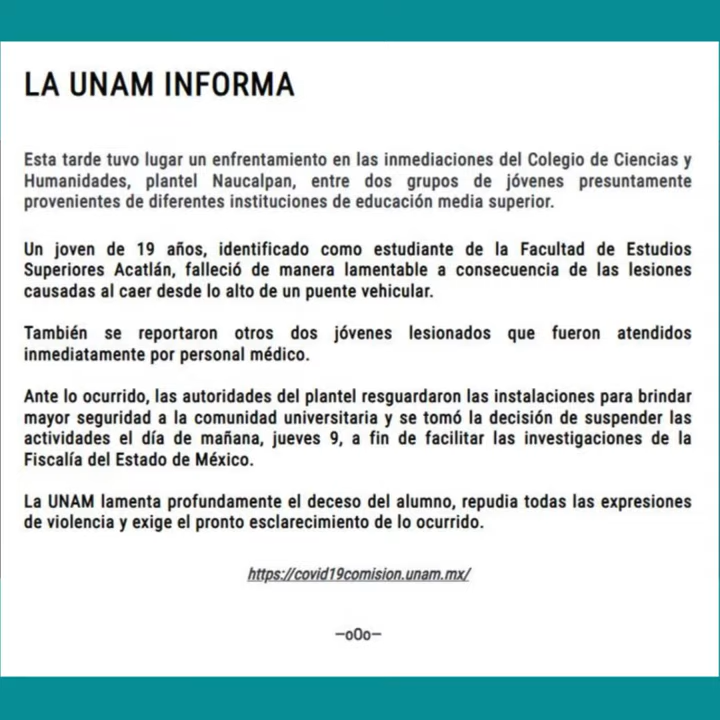 LA UNAM INFORMA
Esta tarde tuvo lugar un enfrentamiento en las inmediaciones del Colegio de Ciencias y
Humanidades, plantel Naucalpan, entre dos grupos de jóvenes presuntamente
provenientes de diferentes instituciones de educación media superior.
Un joven de 19 años, identificado como estudiante de la Facultad de Estudios
Superiores Acatlán, falleció de manera lamentable a consecuencia de las lesiones
causadas al caer desde lo alto de un puente vehicular.
También se reportaron otros dos jóvenes lesionados que fueron atendidos
inmediatamente por personal médico.
Ante lo ocurrido, las autoridades del plantel resguardaron las instalaciones para brindar
mayor seguridad a la comunidad universitaria y se tomó la decisión de suspender las
actividades el día de mañana, jueves 9, a fin de facilitar las investigaciones de la
Fiscalía del Estado de México.
La UNAM lamenta profundamente el deceso del alumno, repudia todas las expresiones
de violencia y exige el pronto esclarecimiento de lo ocurrido.
https://covid19comision.unam.mx/
—oOo—